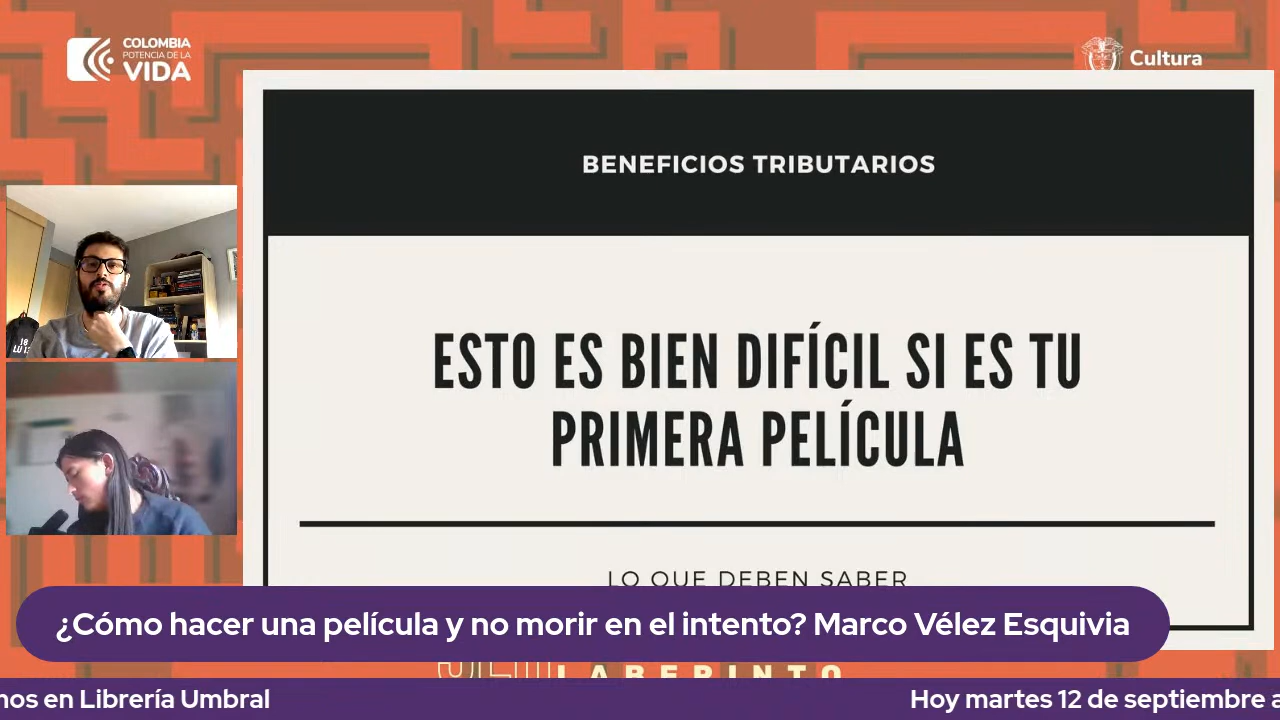 COLOMBIA
POTENCIA DE LA
VIDA
Cultura
BENEFICIOS TRIBUTARIOS
ESTO ES BIEN DIFÍCIL SI ES TU
PRIMERA PELÍCULA
LO QUE DEBEN SABER
¿Cómo hacer una película y no morir en el intento? Marco Vélez Esquivia
LABERINTO
en Librería Umbral
Hoy martes 12 de septiembre